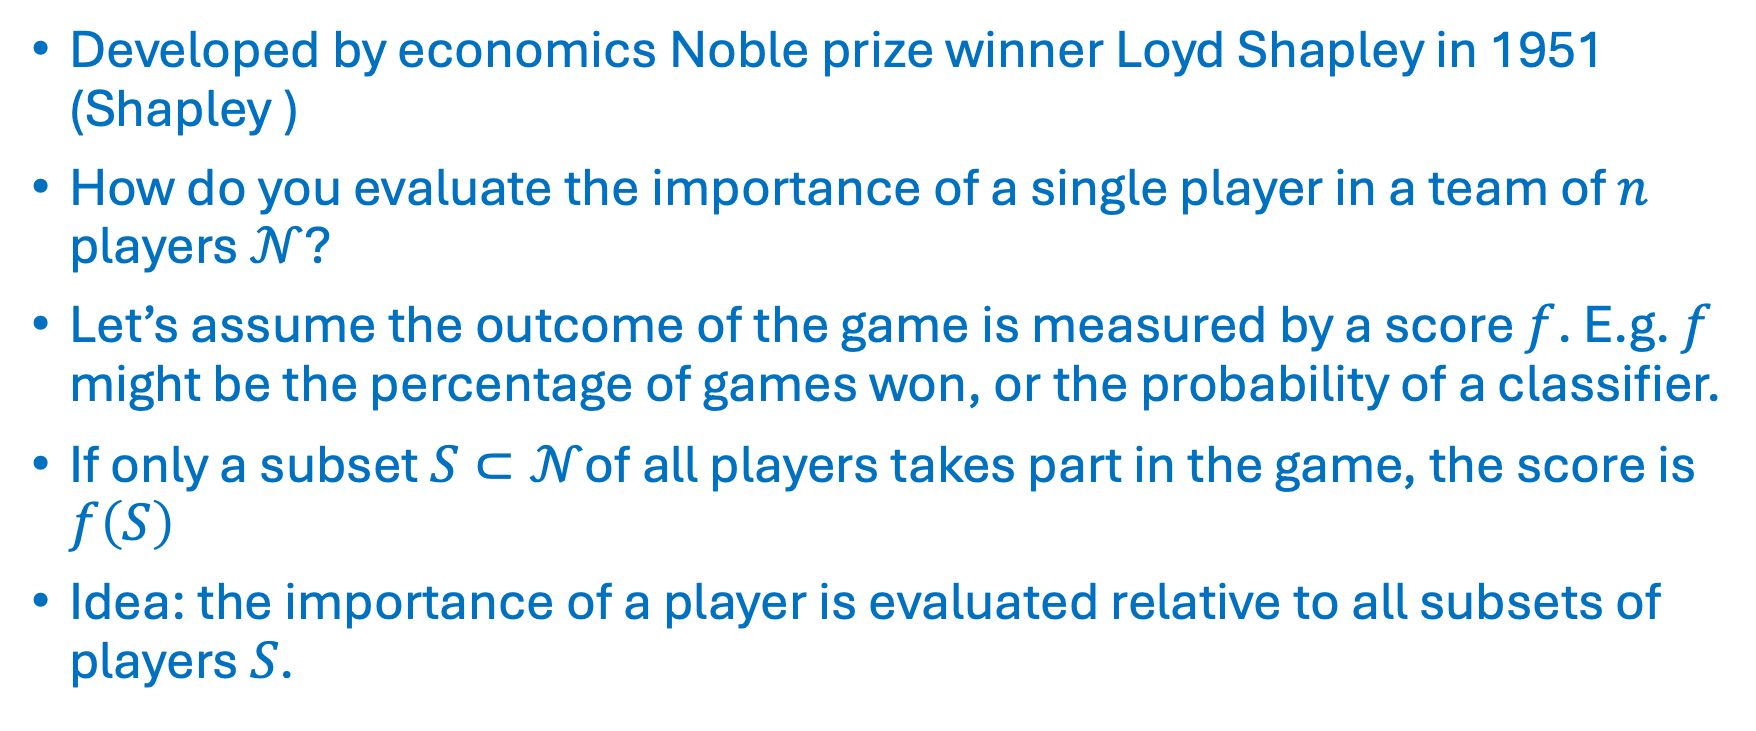 • Developed by economics Noble prize winner Loyd Shapley in 1951
(Shapley )
• How do you evaluate the importance of a single player in a team of 𝑛
players 𝒩?
• Let’s assume the outcome of the game is measured by a score 𝑓. E.g. 𝑓
might be the percentage of games won, or the probability of a classifier.
• If only a subset 𝑆 ⊂ 𝒩 of all players takes part in the game, the score is
𝑓(𝑆)
• Idea: the importance of a player is evaluated relative to all subsets of
players 𝑆.